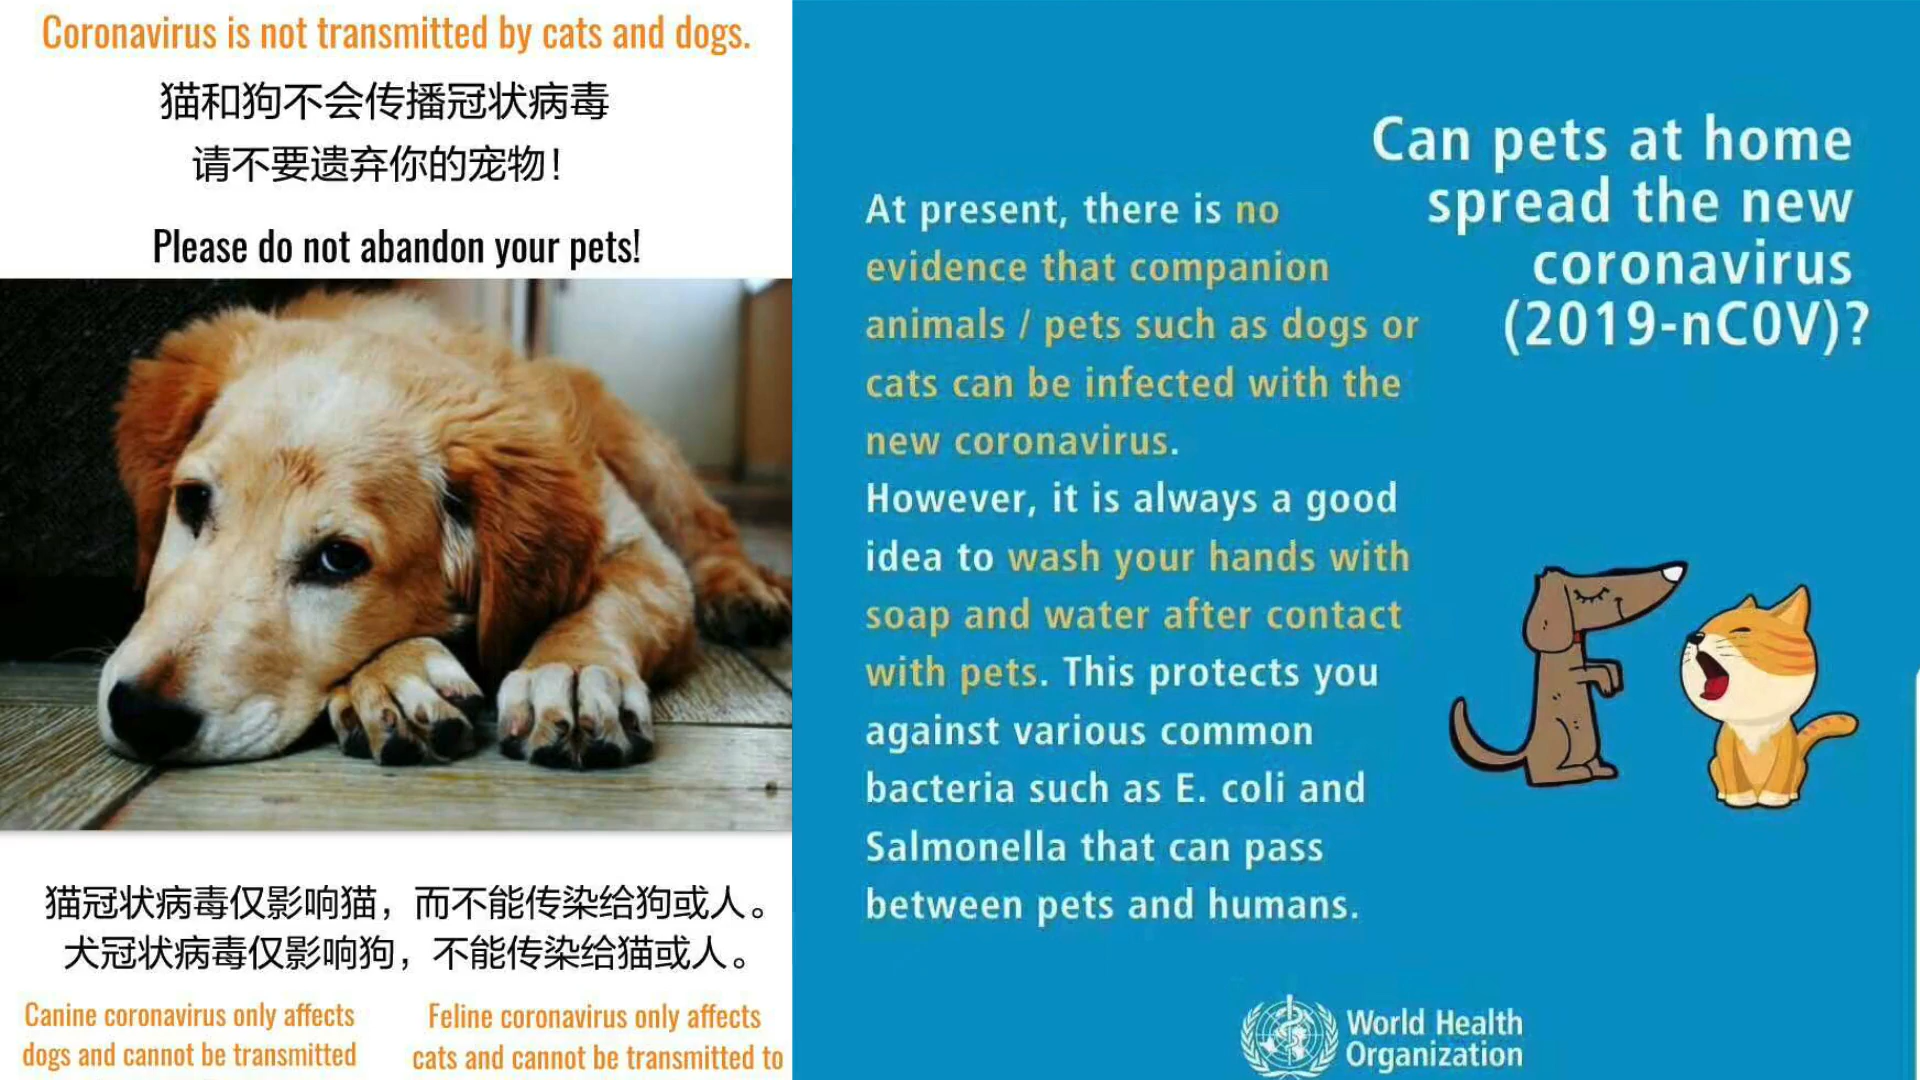 Coronavirus is not transmitted by cats and dogs.
猫和狗不会传播冠状病毒
请不要遗弃你的宠物！
Please do not abandon your pets!
猫冠状病毒仅影响猫，而不能传染给狗或人。
犬冠状病毒仅影响狗，不能传染给猫或人。
Canine coronavirus only affects
dogs and cannot be transmitted
Feline coronavirus only affects
cats and cannot be transmitted to
Can pets at home
spread the new
coronavirus
(2019-nC0V)?
At present, there is no
evidence that companion
animals / pets such as dogs or
cats can be infected with the
new coronavirus.
However, it is always a good
idea to wash your hands with
soap and water after contact
with pets. This protects you
against various common
bacteria such as E. coli and
Salmonella that can pass
between pets and humans.
World Health
Organization